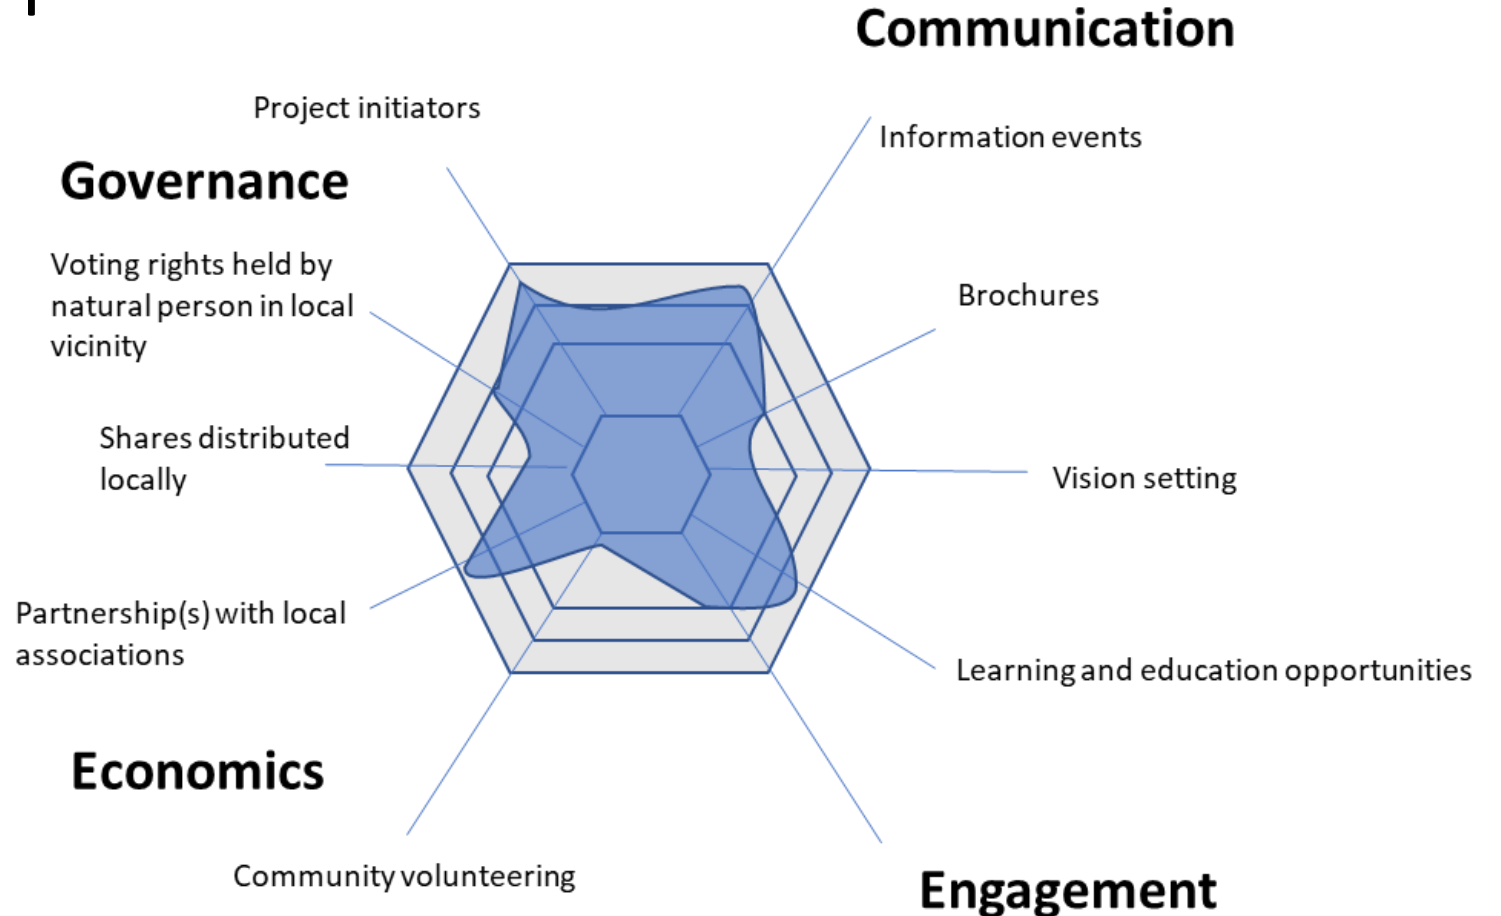 Communication
Project initiators
Information events
Governance
Voting rights held by
natural person in local
vicinity
Brochures
Shares distributed
locally
Vision setting
Partnership(s) with local
associations
Learning and education opportunities
Economics
Community volunteering
Engagement